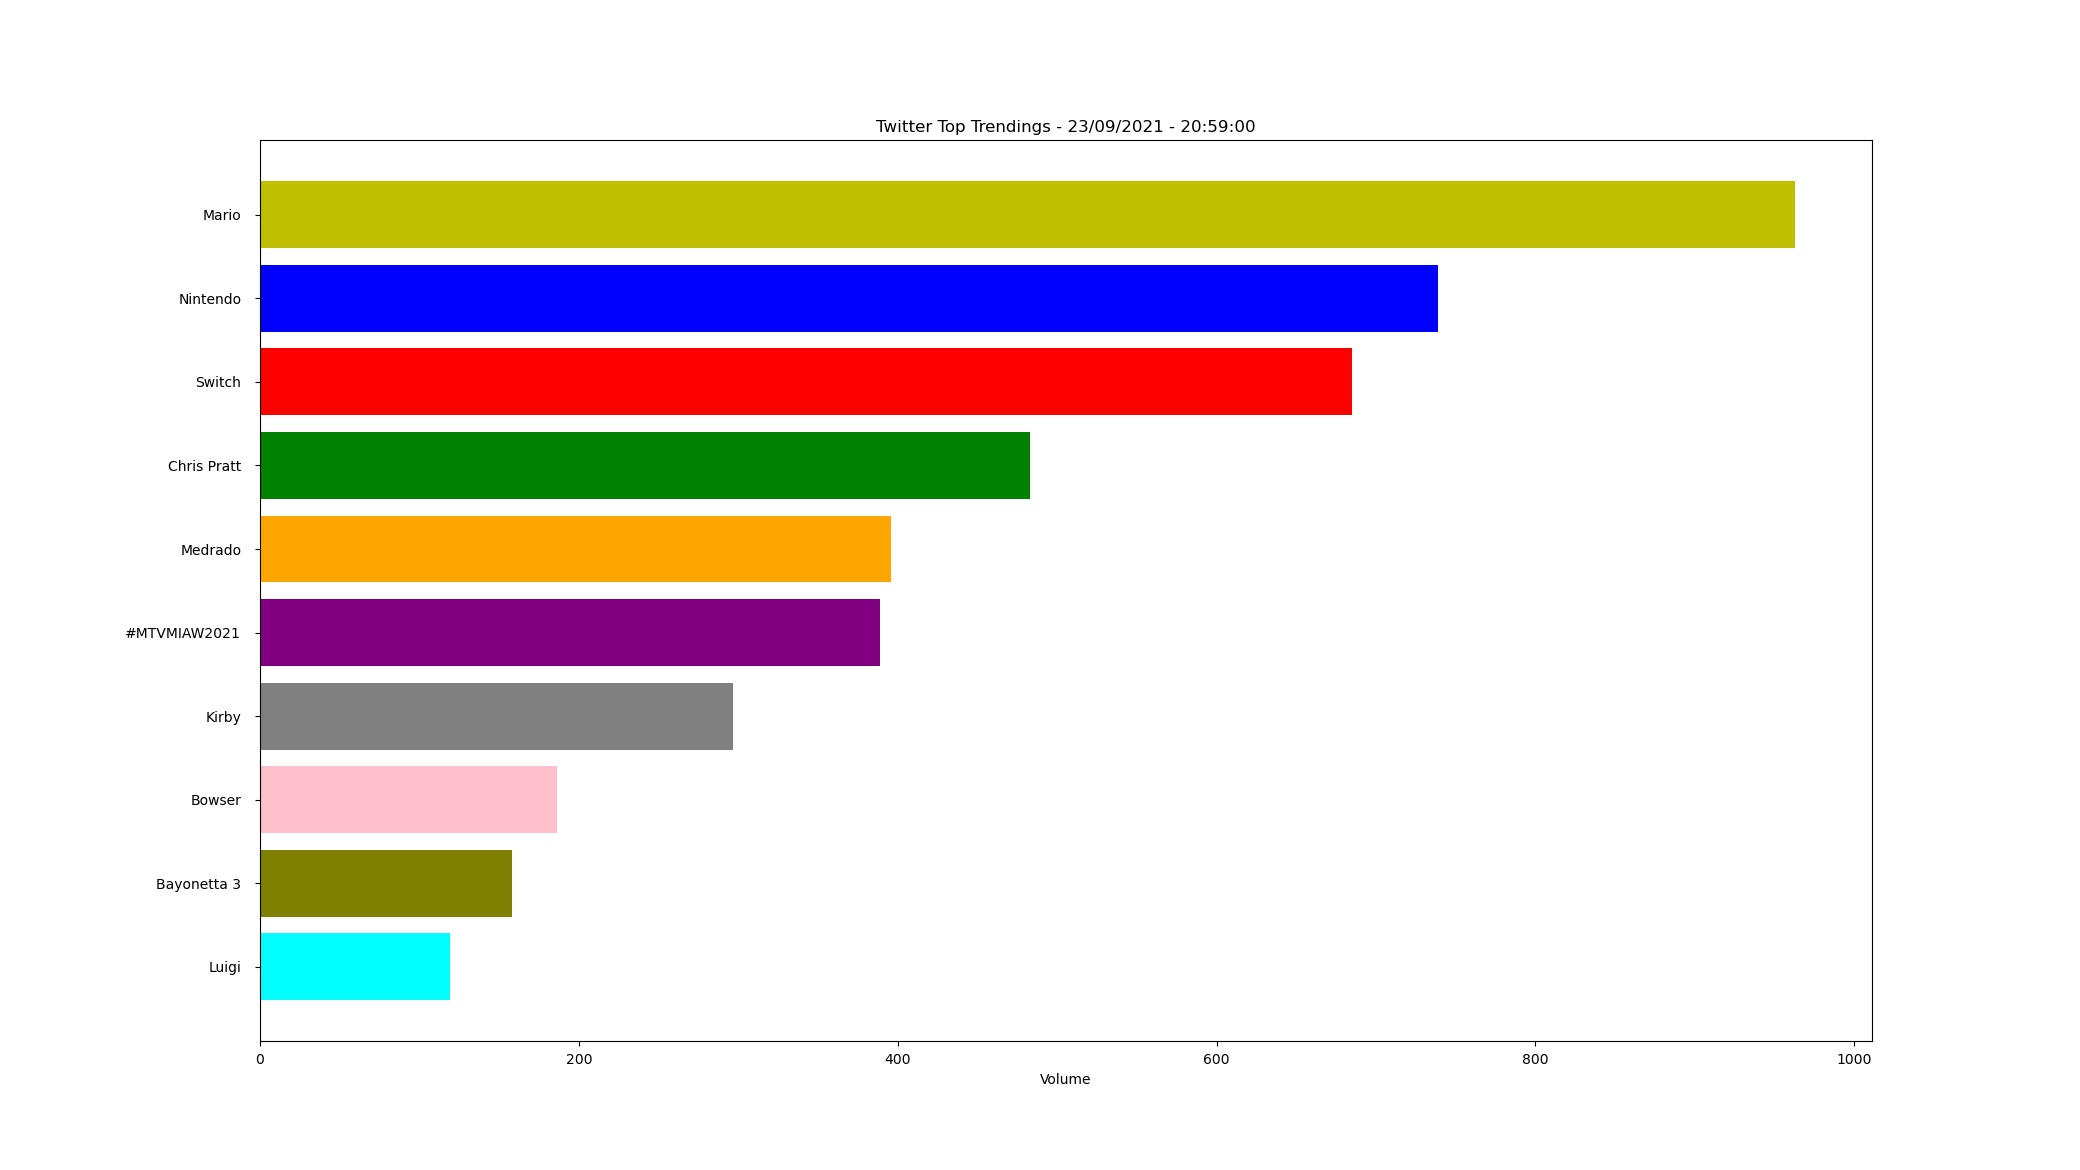 Twitter Top Trendings - 23/09/2021 - 20:59:00
Mario
Nintendo
Switch
Chris Pratt
Medrado
#MTVMIAW2021
Kirby
Bowser
Bayonetta 3
Luigi
0 200 400 600 800 1000
Volume